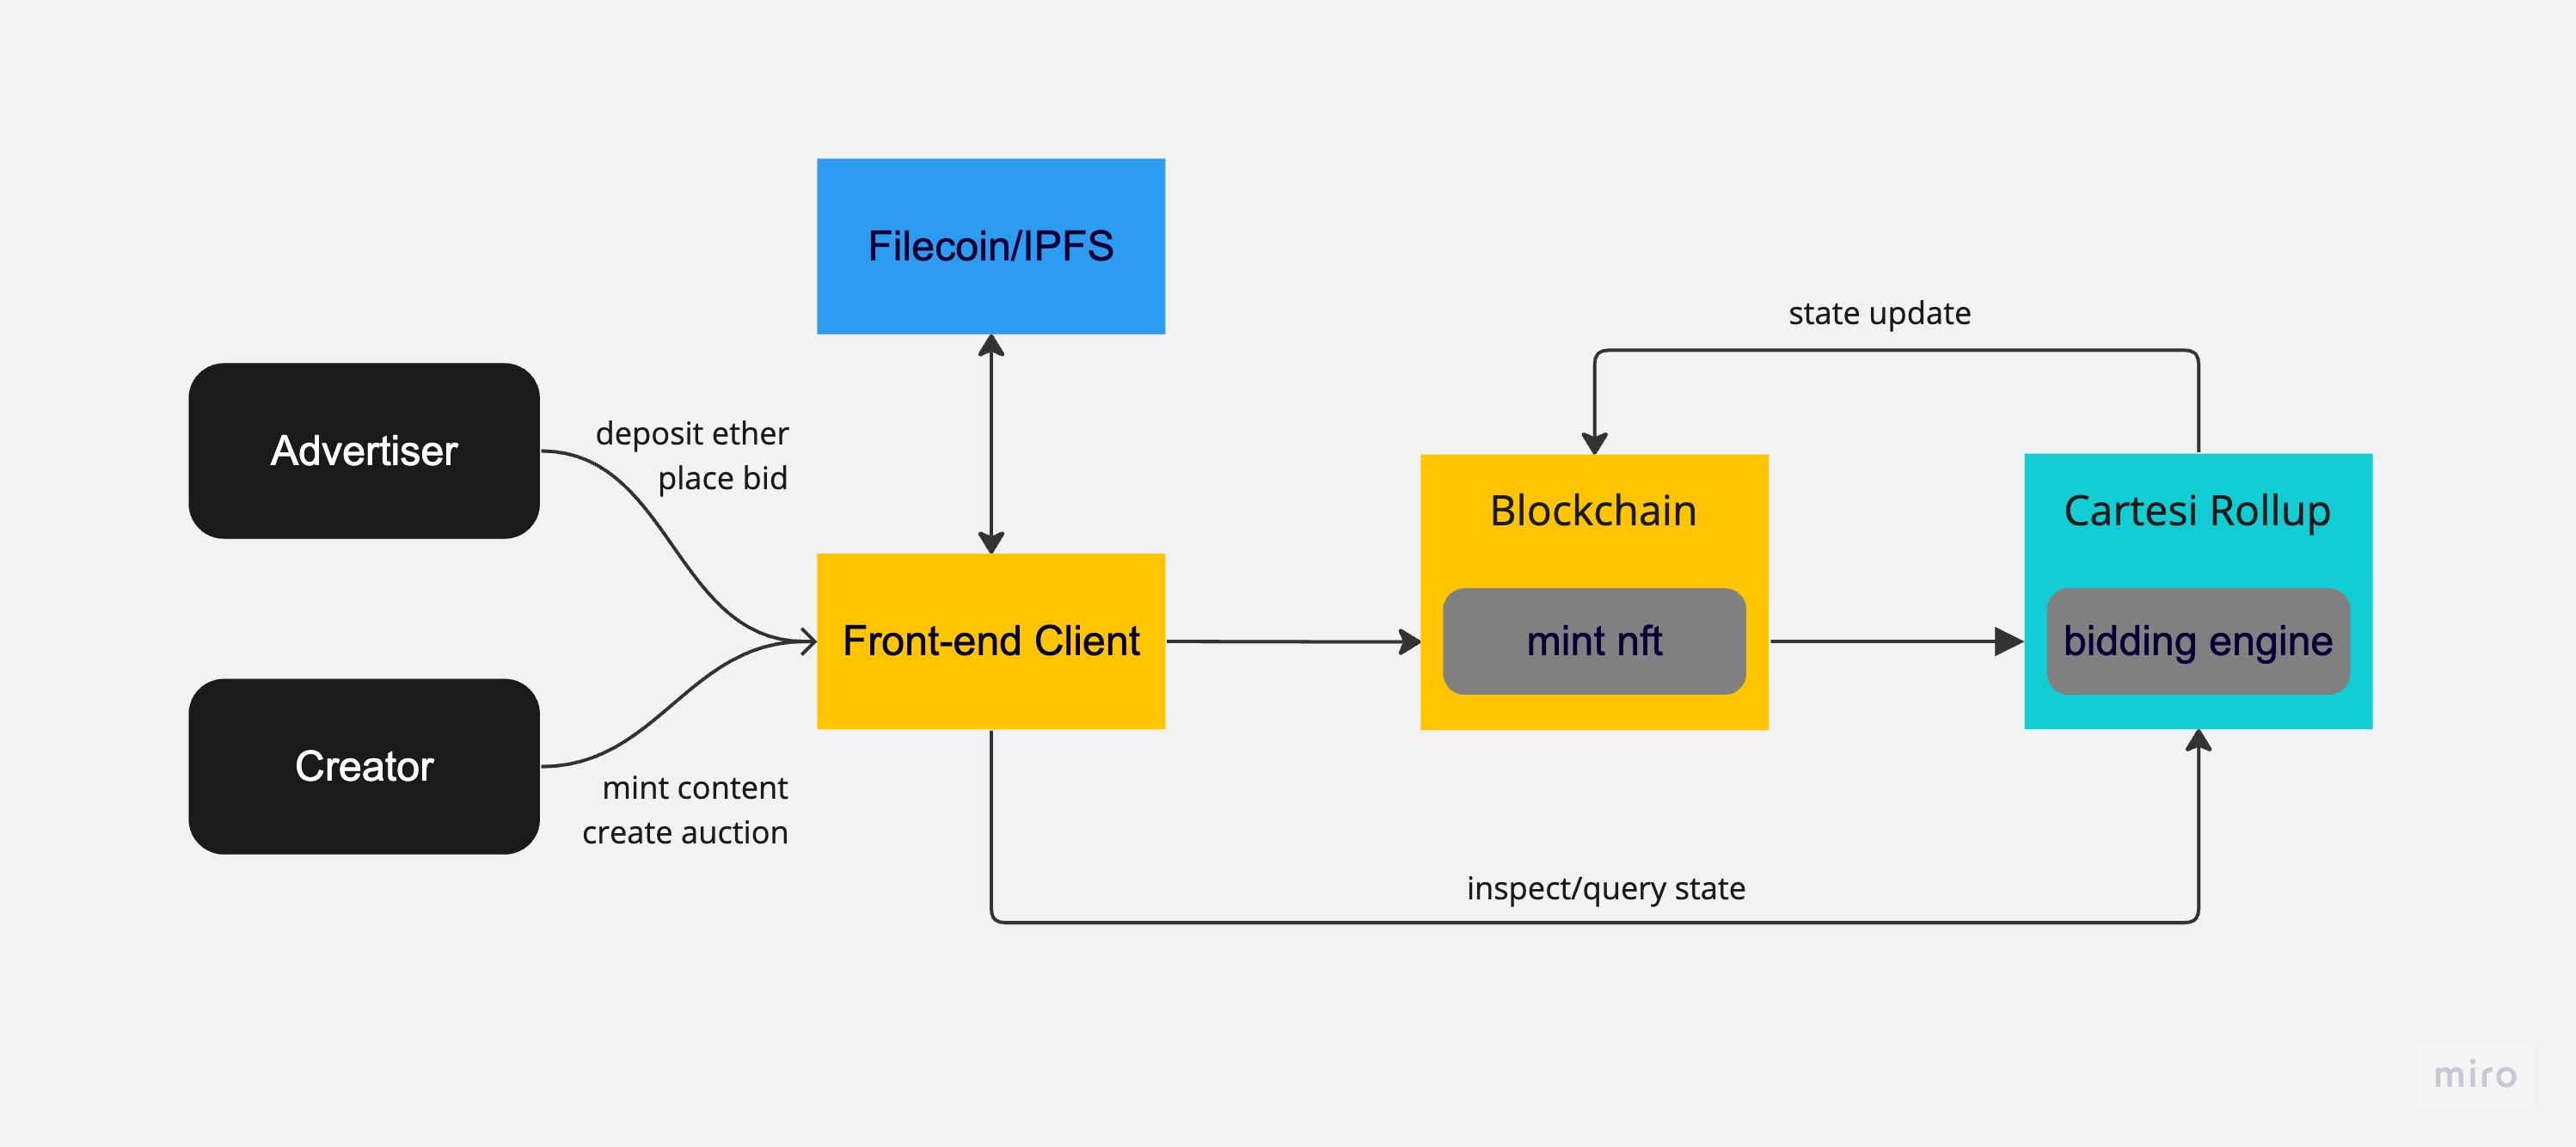 Filecoin/IPFS
state update
Advertiser
deposit ether
place bid
Blockchain
Cartesi Rollup
Front-end Client
mint nft
bidding engine
Creator
mint content
create auction
inspect/query state
miro